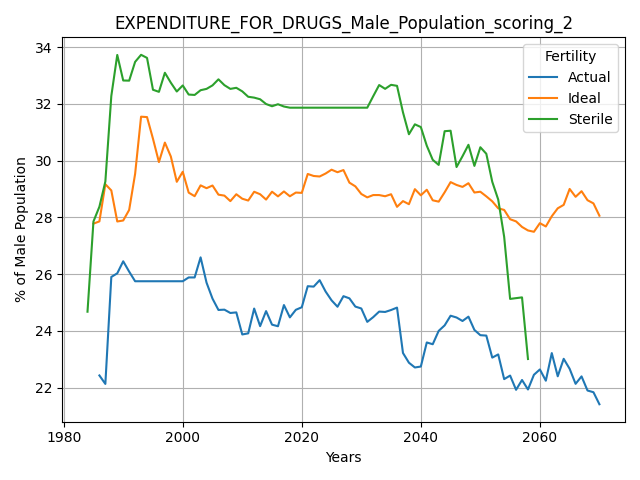 EXPENDITURE_FOR_DRUGS_Male_Population_scoring_2
Fertility
Actual
Ideal
Sterile
% of Male Population
34
32
30
28
26
24
22
1980
2000
2020
2040
2060
Years